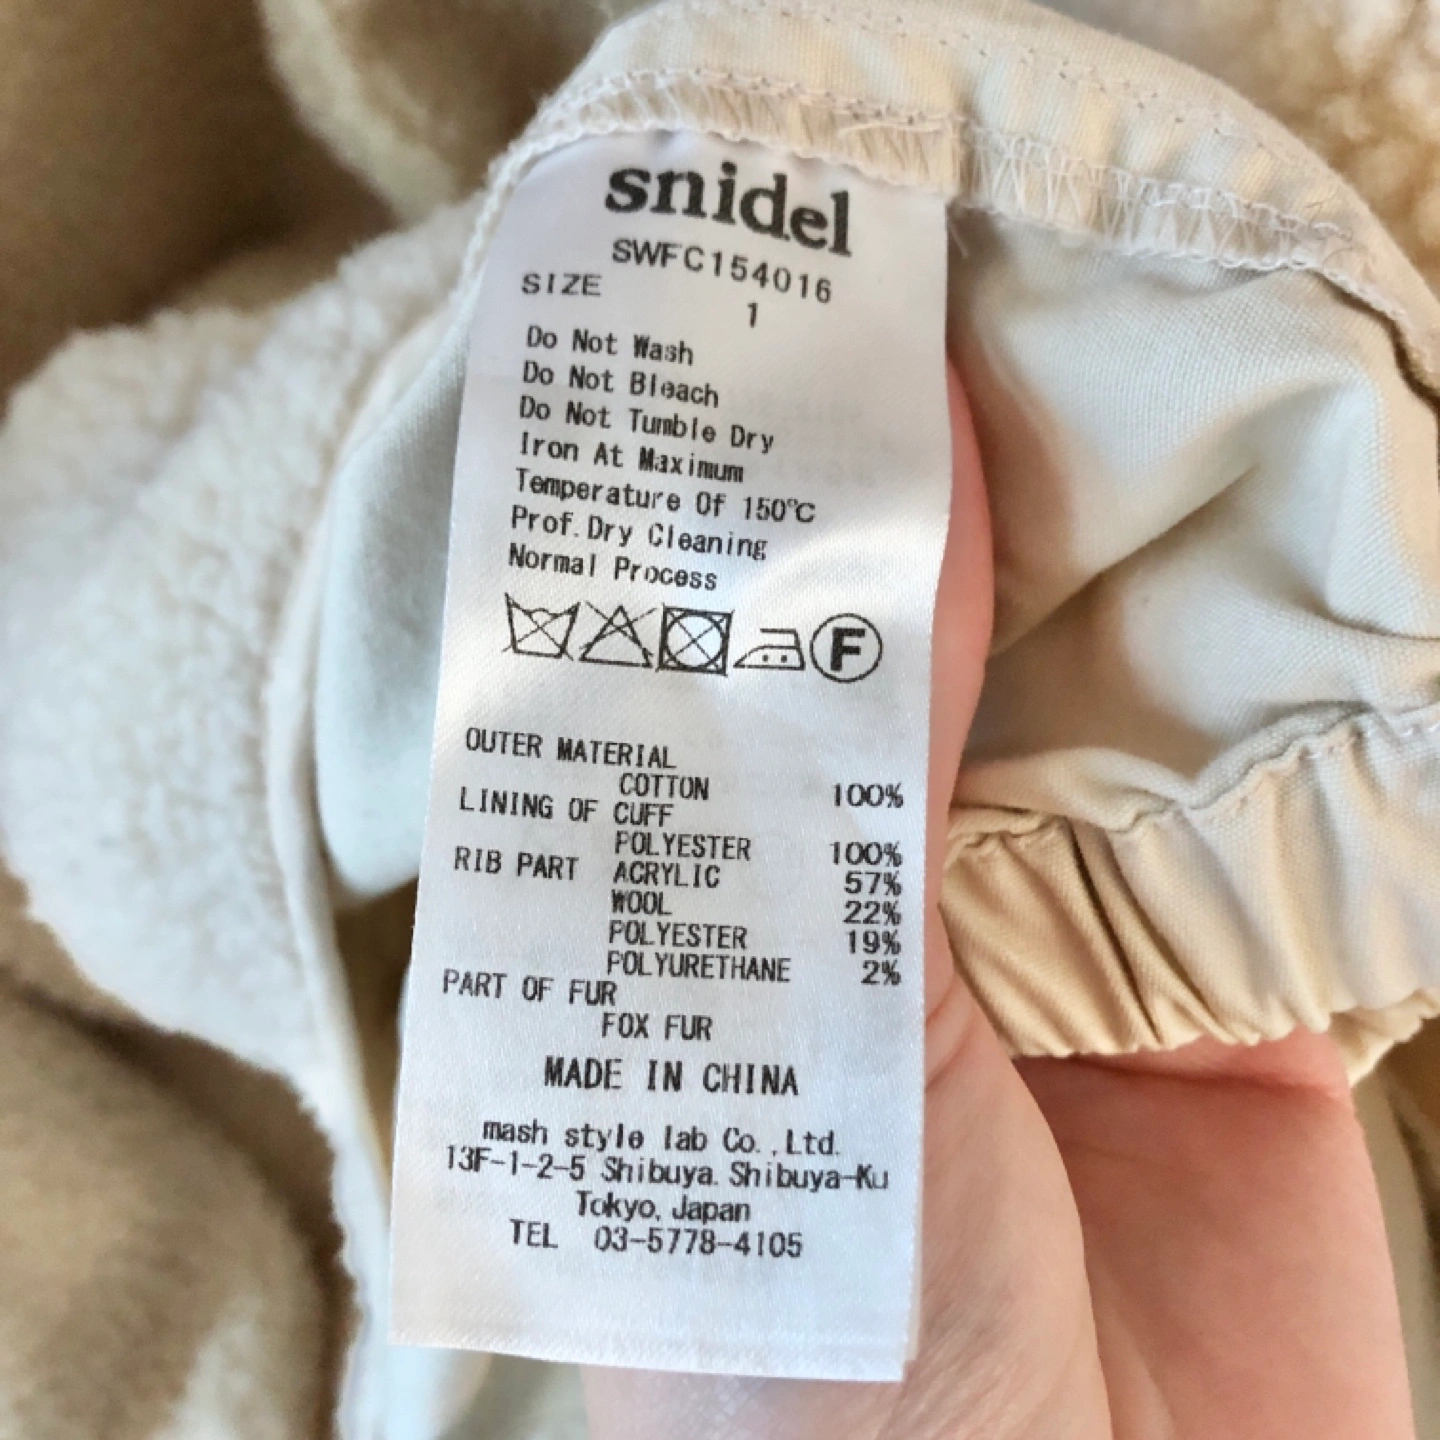 snidel
SWFC154016
SIZE 1
Do Not Wash
Do Not Bleach
Do Not Tumble Dry
Iron At Maximum
Temperature Of 150℃
Prof.Dry Cleaning
Normal Process
F
OUTER MATERIAL
COTTON 100%
LINING OF CUFF
POLYESTER 100%
RIB PART ACRYLIC 57%
WOOL 22%
POLYESTER 19%
POLYURETHANE 2%
PART OF FUR
FOX FUR
MADE IN CHINA
mash style lab Co.,Ltd.
13F-1-2-5 Shibuya. Shibuya-Ku
Tokyo, Japan
TEL 03-5778-4105